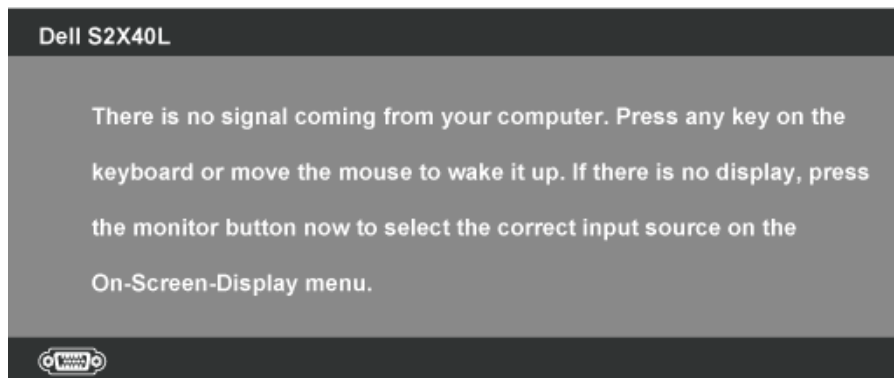 Dell S2X40L
There is no signal coming from your computer. Press any key on the
keyboard or move the mouse to wake it up. If there is no display, press
the monitor button now to select the correct input source on the
On-Screen-Display menu.